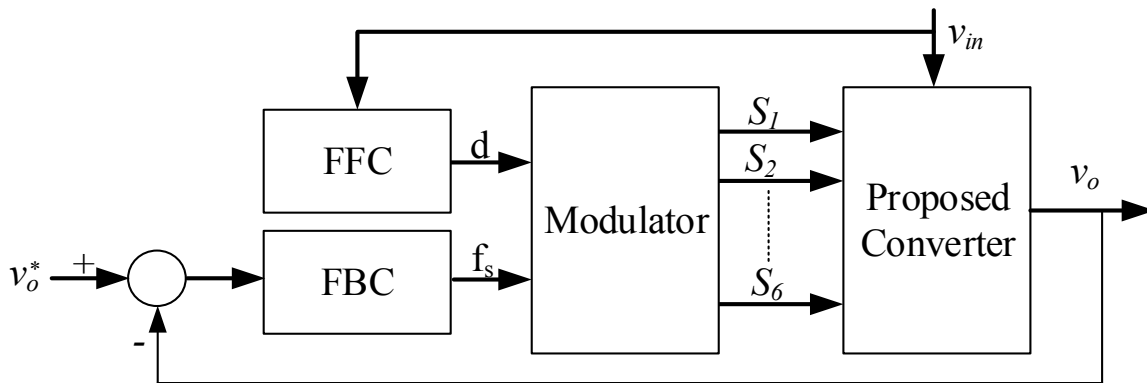 v_in
FFC
d
Modulator
S_1
S_2
S_6
Proposed
Converter
v_o
v_o^*
+
-
FBC
f_s